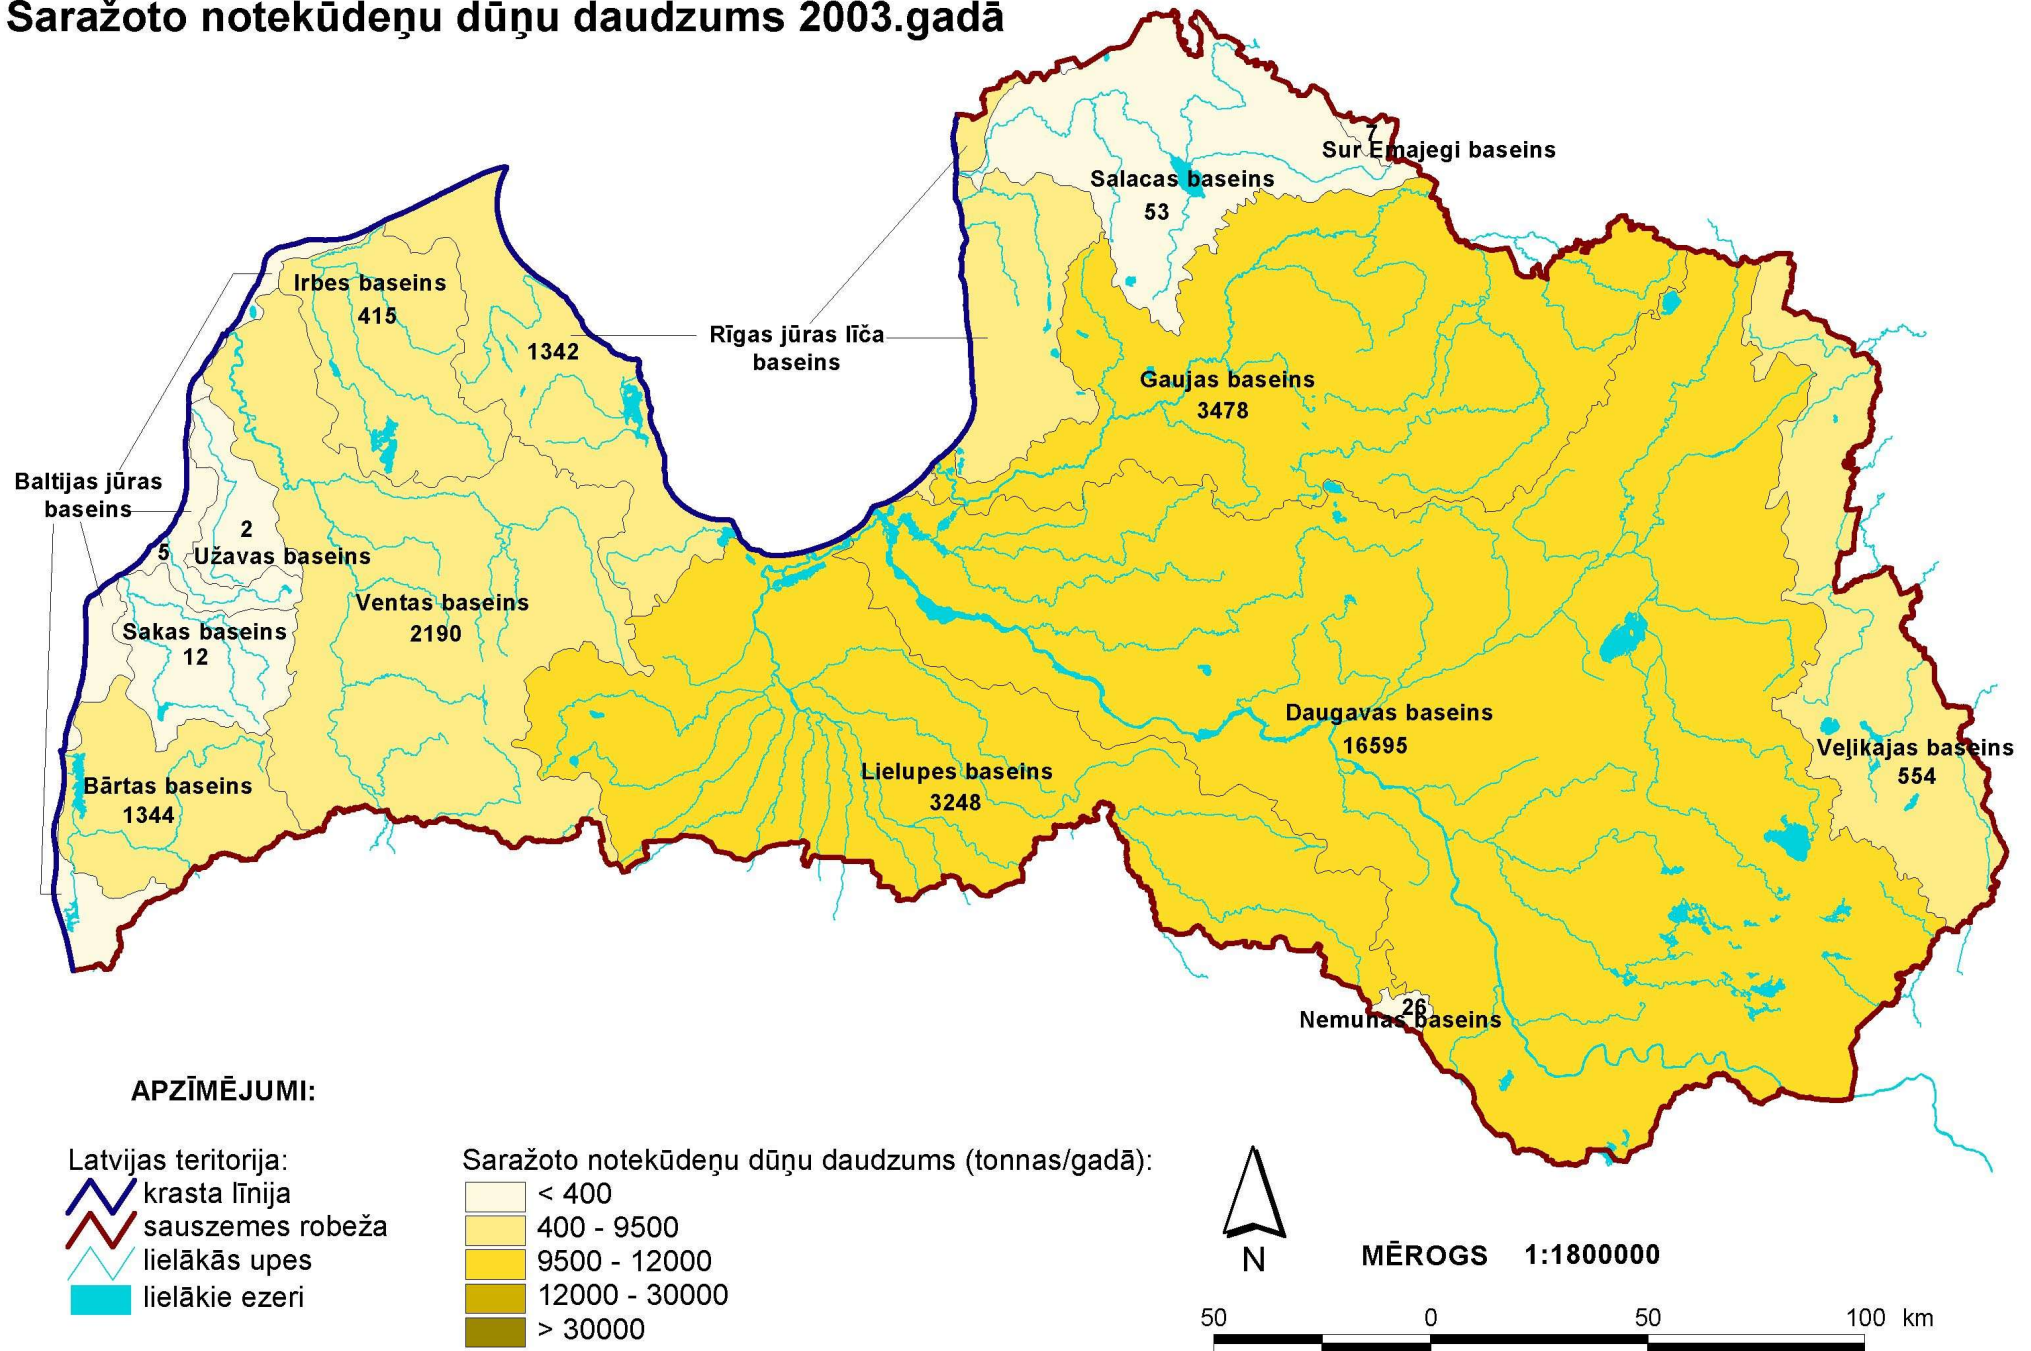 Saražoto notekūdeņu dūņu daudzums 2003.gadā
7
Sur Emajegi baseins
Salacas baseins
53
Irbes baseins
415
1342
Rīgas jūras līča
baseins
Gaujas baseins
3478
Baltijas jūras
baseins
2
Užavas baseins
5
Ventas baseins
2190
Sakas baseins
12
Daugavas baseins
16595
Veļikajas baseins
554
Bārtas baseins
1344
Lielupes baseins
3248
26
Nemunas baseins
APZĪMĒJUMI:
Latvijas teritorija:
krasta līnija
sauszemes robeža
lielākās upes
lielākie ezeri
Saražoto notekūdeņu dūņu daudzums (tonnas/gadā):
< 400
400 - 9500
9500 - 12000
12000 - 30000
> 30000
N
MĒROGS 1:1800000
50 0 50 100 km